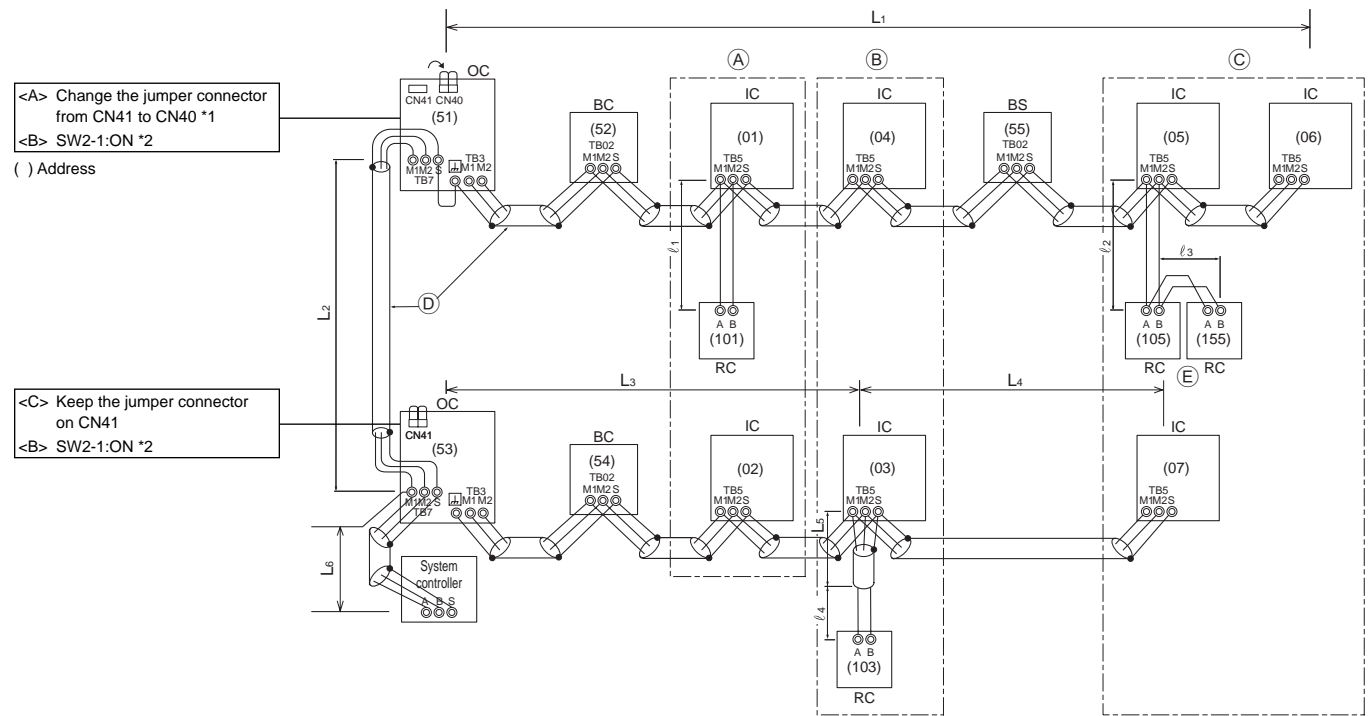 L1
<A> Change the jumper connector
from CN41 to CN40 *1
<B> SW2-1:ON *2
( ) Address
OC
CN41 CN40
(51)
M1M2 S
TB7
TB3
M1 M2
BC
(52)
TB02
M1M2 S
A
IC
(01)
TB5
M1M2S
B
IC
(04)
TB5
M1M2S
BS
(55)
TB02
M1M2 S
C
IC
(05)
TB5
M1M2S
IC
(06)
TB5
M1M2S
L2
D
ℓ1
A B
(101)
RC
ℓ2
ℓ3
A B
(105)
RC
A B
(155)
RC
E
L3
L4
<C> Keep the jumper connector
on CN41
<B> SW2-1:ON *2
OC
CN41
(53)
M1M2 S
TB7
TB3
M1 M2
BC
(54)
TB02
M1M2 S
IC
(02)
TB5
M1M2S
IC
(03)
TB5
M1M2S
IC
(07)
TB5
M1M2S
L5
L6
System
controller
A B S
ℓ4
A B
(103)
RC